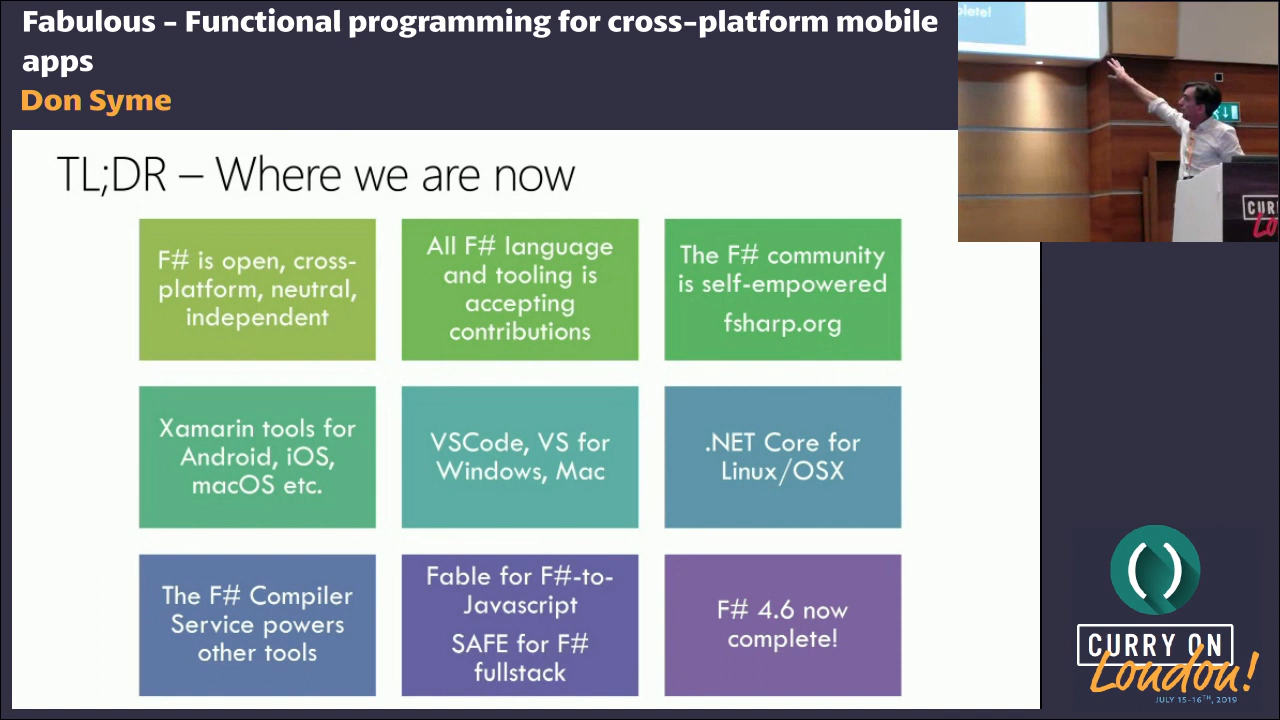 Fabulous – Functional programming for cross-platform mobile
apps
Don Syme
plete!
TL;DR – Where we are now
F# is open, cross-
platform, neutral,
independent
All F# language
and tooling is
accepting
contributions
The F# community
is self-empowered
fsharp.org
Xamarin tools for
Android, iOS,
macOS etc.
VSCode, VS for
Windows, Mac
.NET Core for
Linux/OSX
The F# Compiler
Service powers
other tools
Fable for F#-to-
Javascript
SAFE for F#
fullstack
F# 4.6 now
complete!
CUR
Lo
CURRY ON
London!
JULY 15-16TH, 2019